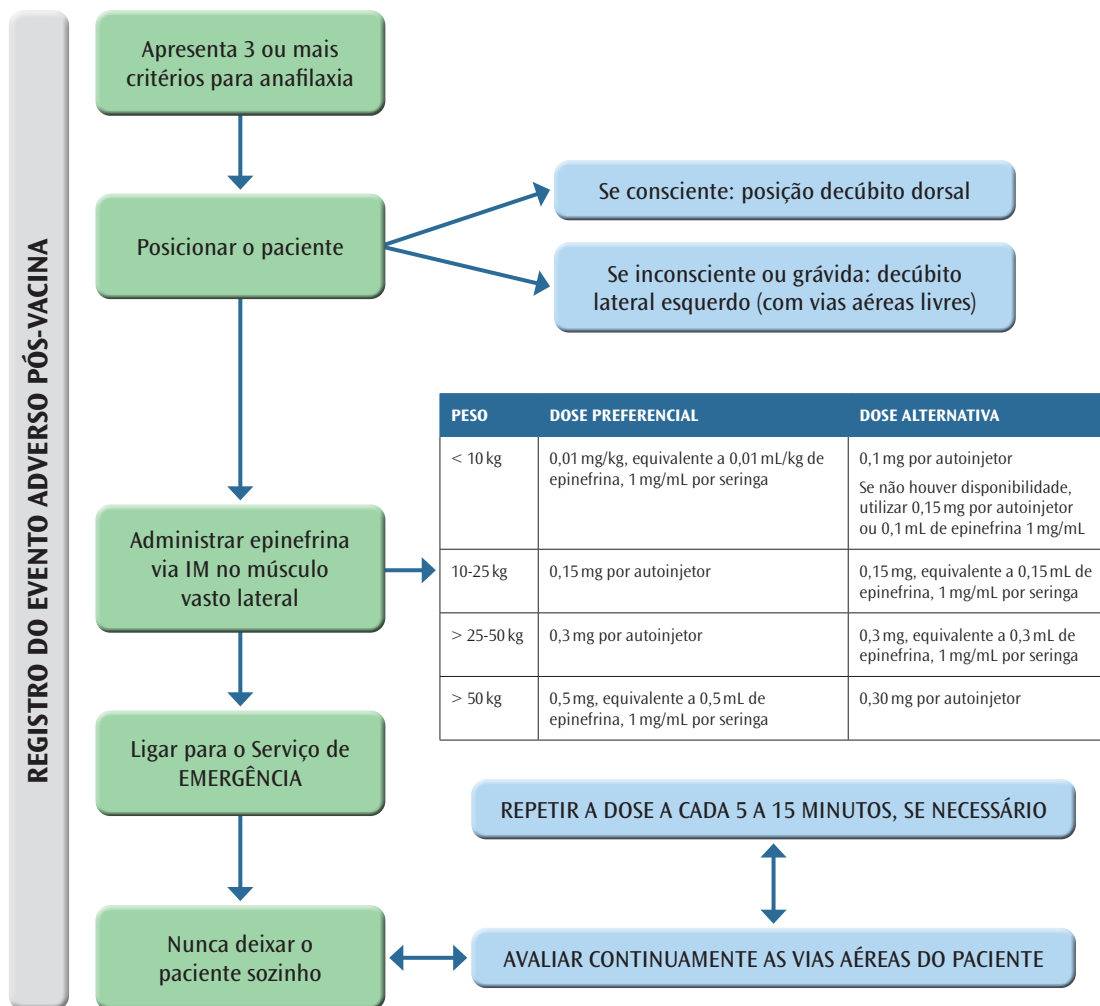 REGISTRO DO EVENTO ADVERSO PÓS-VACINA
Apresenta 3 ou mais
critérios para anafilaxia
Posicionar o paciente
Se consciente: posição decúbito dorsal
Se inconsciente ou grávida: decúbito
lateral esquerdo (com vias aéreas livres)
Administrar epinefrina
via IM no músculo
vasto lateral
PESO DOSE PREFERENCIAL DOSE ALTERNATIVA
< 10 kg
0,01 mg/kg, equivalente a 0,01 mL/kg de
epinefrina, 1 mg/mL por seringa
0,1 mg por autoinjetor
Se não houver disponibilidade,
utilizar 0,15 mg por autoinjetor
ou 0,1 mL de epinefrina 1 mg/mL
10-25 kg
0,15 mg por autoinjetor
0,15 mg, equivalente a 0,15 mL de
epinefrina, 1 mg/mL por seringa
> 25-50 kg
0,3 mg por autoinjetor
0,3 mg, equivalente a 0,3 mL de
epinefrina, 1 mg/mL por seringa
> 50 kg
0,5 mg, equivalente a 0,5 mL de
epinefrina, 1 mg/mL por seringa
0,30 mg por autoinjetor
Ligar para o Serviço de
EMERGÊNCIA
REPETIR A DOSE A CADA 5 A 15 MINUTOS, SE NECESSÁRIO
Nunca deixar o
paciente sozinho
AVALIAR CONTINUAMENTE AS VIAS AÉREAS DO PACIENTE